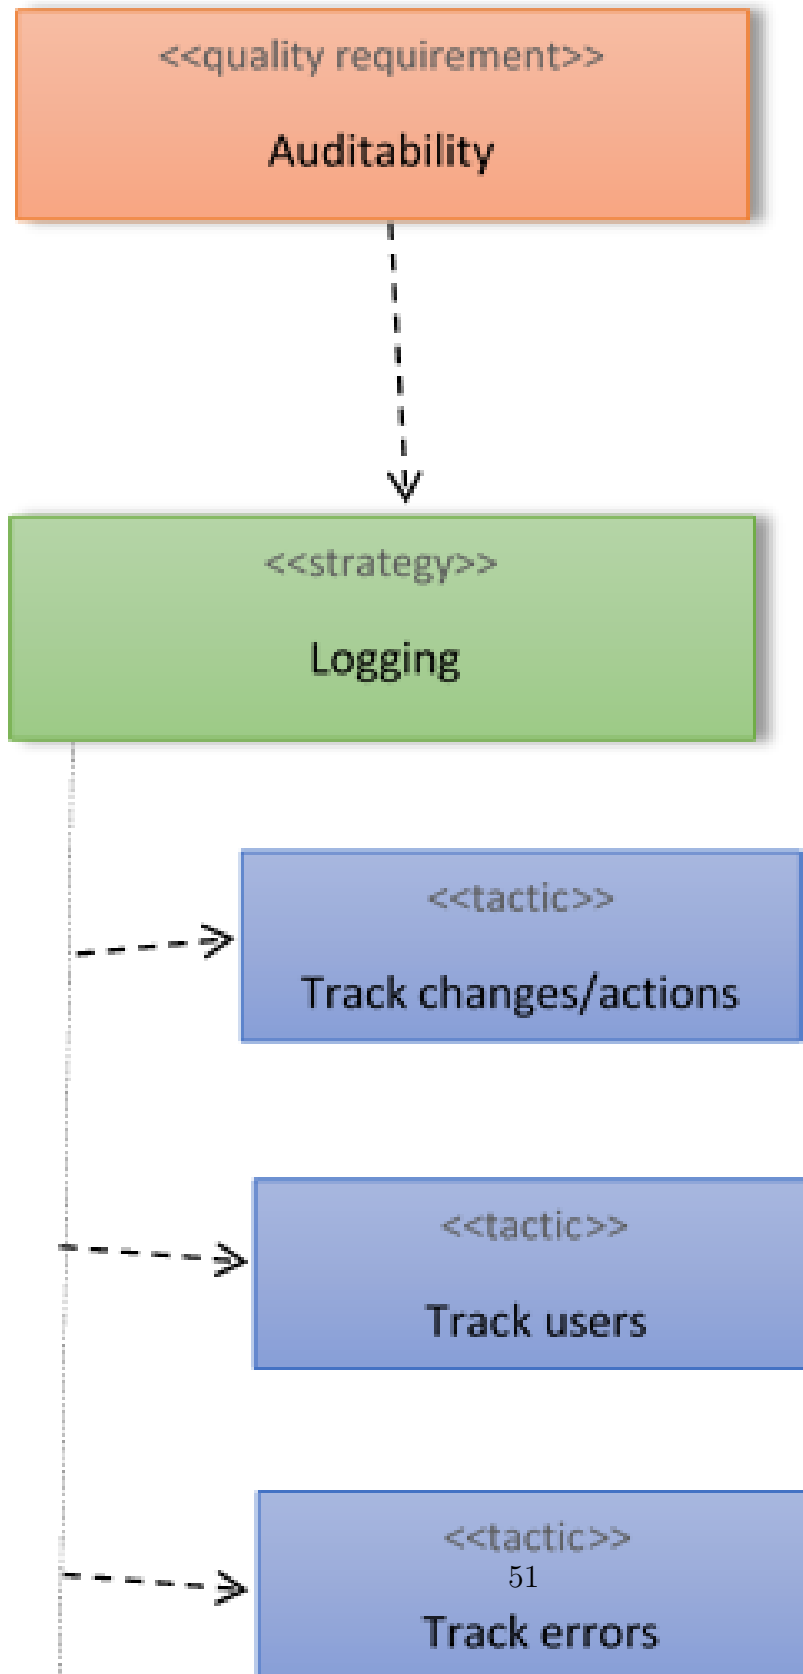 <<quality requirement>>
Auditability
<<strategy>>
Logging
<<tactic>>
Track changes/actions
<<tactic>>
Track users
<<tactic>>
51
Track errors